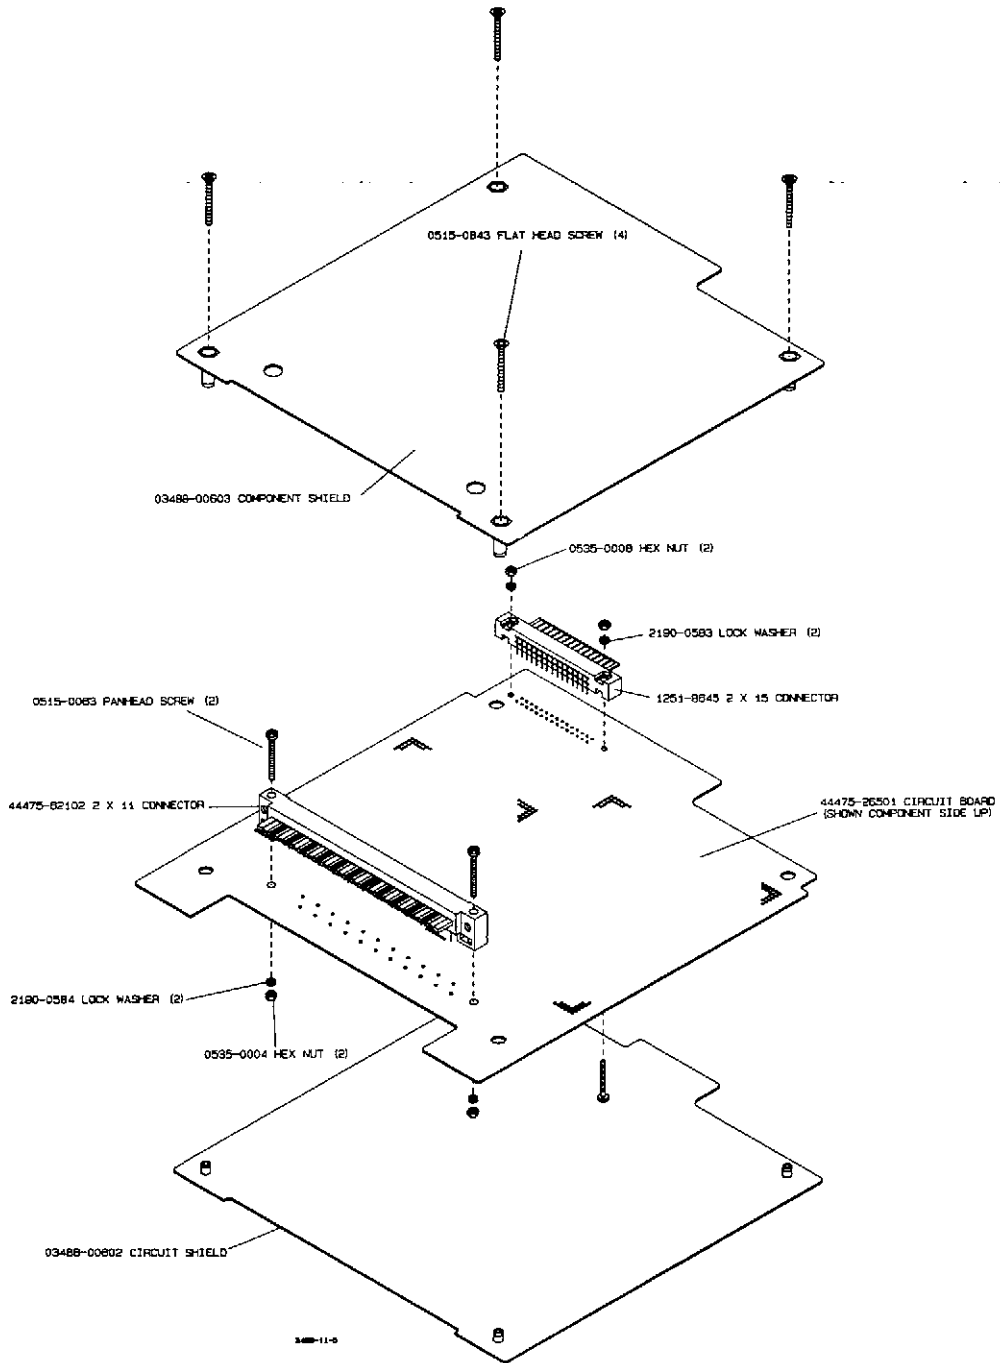 0515-0843 FLAT HEAD SCREW (4)
03488-00603 COMPONENT SHIELD
0535-0008 HEX NUT (2)
2190-0583 LOCK WASHER (2)
0515-0063 PANHEAD SCREW (2)
1251-8645 2 X 15 CONNECTOR
44475-62102 2 X 11 CONNECTOR
44475-26501 CIRCUIT BOARD
(SHOWN COMPONENT SIDE UP)
2190-0584 LOCK WASHER (2)
0535-0004 HEX NUT (2)
03488-00602 CIRCUIT SHIELD